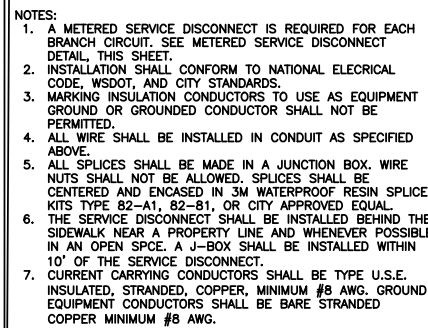 NOTES:
1. A METERED SERVICE DISCONNECT IS REQUIRED FOR EACH
BRANCH CIRCUIT. SEE METERED SERVICE DISCONNECT
DETAIL, THIS SHEET.
2. INSTALLATION SHALL CONFORM TO NATIONAL ELECRICAL
CODE, WSDOT, AND CITY STANDARDS.
3. MARKING INSULATION CONDUCTORS TO USE AS EQUIPMENT
GROUND OR GROUNDED CONDUCTOR SHALL NOT BE
PERMITTED.
4. ALL WIRE SHALL BE INSTALLED IN CONDUIT AS SPECIFIED
ABOVE.
5. ALL SPLICES SHALL BE MADE IN A JUNCTION BOX. WIRE
NUTS SHALL NOT BE ALLOWED. SPLICES SHALL BE
CENTERED AND ENCASED IN 3M WATERPROOF RESIN SPLICE
KITS TYPE 82-A1, 82-81, OR CITY APPROVED EQUAL.
6. THE SERVICE DISCONNECT SHALL BE INSTALLED BEHIND THE
SIDEWALK NEAR A PROPERTY LINE AND WHENEVER POSSIBLE
IN AN OPEN SPCE. A J-BOX SHALL BE INSTALLED WITHIN
10' OF THE SERVICE DISCONNECT.
7. CURRENT CARRYING CONDUCTORS SHALL BE TYPE U.S.E.
INSULATED, STRANDED, COPPER, MINIMUM #8 AWG. GROUND
EQUIPMENT CONDUCTORS SHALL BE BARE STRANDED
COPPER MINIMUM #8 AWG.